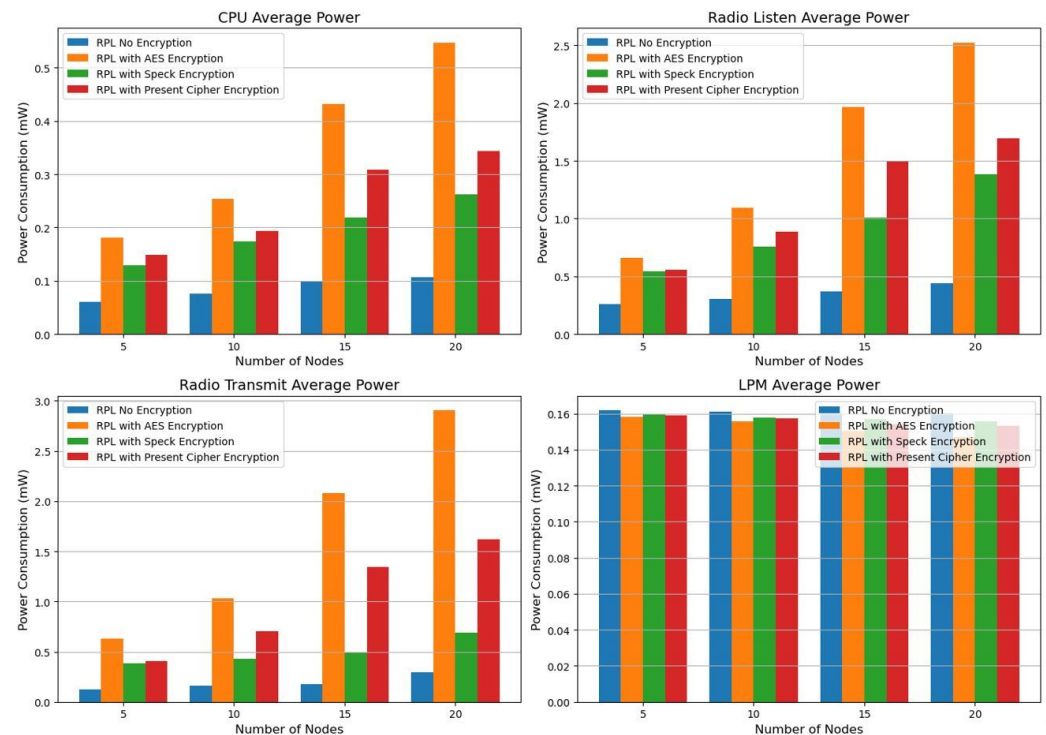 CPU Average Power
RPL No Encryption
RPL with AES Encryption
RPL with Speck Encryption
RPL with Present Cipher Encryption
Power Consumption (mW)
0.5
0.4
0.3
0.2
0.1
0.0
5 10 15 20
Number of Nodes
Radio Listen Average Power
RPL No Encryption
RPL with AES Encryption
RPL with Speck Encryption
RPL with Present Cipher Encryption
Power Consumption (mW)
2.5
2.0
1.5
1.0
0.5
0.0
5 10 15 20
Number of Nodes
Radio Transmit Average Power
RPL No Encryption
RPL with AES Encryption
RPL with Speck Encryption
RPL with Present Cipher Encryption
Power Consumption (mW)
3.0
2.5
2.0
1.5
1.0
0.5
0.0
5 10 15 20
Number of Nodes
LPM Average Power
RPL No Encryption
RPL with AES Encryption
RPL with Speck Encryption
RPL with Present Cipher Encryption
Power Consumption (mW)
0.16
0.14
0.12
0.10
0.08
0.06
0.04
0.02
0.00
5 10 15 20
Number of Nodes